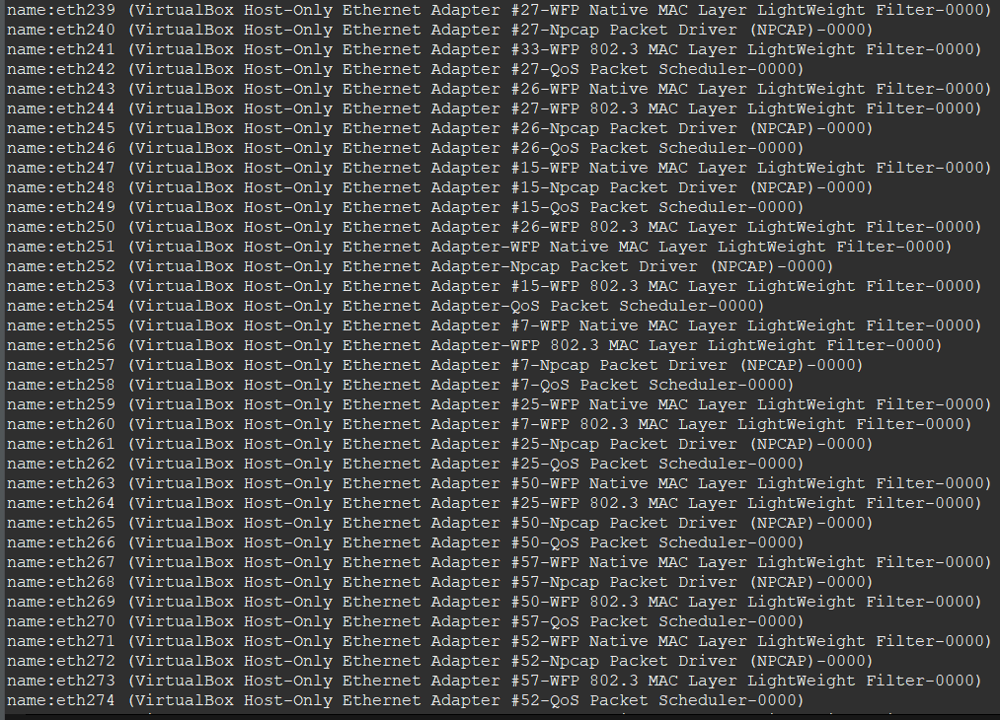 name:eth239 (VirtualBox Host-Only Ethernet Adapter #27-WFP Native MAC Layer LightWeight Filter-0000)
name:eth240 (VirtualBox Host-Only Ethernet Adapter #27-Npcap Packet Driver (NPCAP)-0000)
name:eth241 (VirtualBox Host-Only Ethernet Adapter #33-WFP 802.3 MAC Layer LightWeight Filter-0000)
name:eth242 (VirtualBox Host-Only Ethernet Adapter #27-QoS Packet Scheduler-0000)
name:eth243 (VirtualBox Host-Only Ethernet Adapter #26-WFP Native MAC Layer LightWeight Filter-0000)
name:eth244 (VirtualBox Host-Only Ethernet Adapter #27-WFP 802.3 MAC Layer LightWeight Filter-0000)
name:eth245 (VirtualBox Host-Only Ethernet Adapter #26-Npcap Packet Driver (NPCAP)-0000)
name:eth246 (VirtualBox Host-Only Ethernet Adapter #26-QoS Packet Scheduler-0000)
name:eth247 (VirtualBox Host-Only Ethernet Adapter #15-WFP Native MAC Layer LightWeight Filter-0000)
name:eth248 (VirtualBox Host-Only Ethernet Adapter #15-Npcap Packet Driver (NPCAP)-0000)
name:eth249 (VirtualBox Host-Only Ethernet Adapter #15-QoS Packet Scheduler-0000)
name:eth250 (VirtualBox Host-Only Ethernet Adapter #26-WFP 802.3 MAC Layer LightWeight Filter-0000)
name:eth251 (VirtualBox Host-Only Ethernet Adapter-WFP Native MAC Layer LightWeight Filter-0000)
name:eth252 (VirtualBox Host-Only Ethernet Adapter-Npcap Packet Driver (NPCAP)-0000)
name:eth253 (VirtualBox Host-Only Ethernet Adapter #15-WFP 802.3 MAC Layer LightWeight Filter-0000)
name:eth254 (VirtualBox Host-Only Ethernet Adapter-QoS Packet Scheduler-0000)
name:eth255 (VirtualBox Host-Only Ethernet Adapter #7-WFP Native MAC Layer LightWeight Filter-0000)
name:eth256 (VirtualBox Host-Only Ethernet Adapter-WFP 802.3 MAC Layer LightWeight Filter-0000)
name:eth257 (VirtualBox Host-Only Ethernet Adapter #7-Npcap Packet Driver (NPCAP)-0000)
name:eth258 (VirtualBox Host-Only Ethernet Adapter #7-QoS Packet Scheduler-0000)
name:eth259 (VirtualBox Host-Only Ethernet Adapter #25-WFP Native MAC Layer LightWeight Filter-0000)
name:eth260 (VirtualBox Host-Only Ethernet Adapter #7-WFP 802.3 MAC Layer LightWeight Filter-0000)
name:eth261 (VirtualBox Host-Only Ethernet Adapter #25-Npcap Packet Driver (NPCAP)-0000)
name:eth262 (VirtualBox Host-Only Ethernet Adapter #25-QoS Packet Scheduler-0000)
name:eth263 (VirtualBox Host-Only Ethernet Adapter #50-WFP Native MAC Layer LightWeight Filter-0000)
name:eth264 (VirtualBox Host-Only Ethernet Adapter #25-WFP 802.3 MAC Layer LightWeight Filter-0000)
name:eth265 (VirtualBox Host-Only Ethernet Adapter #50-Npcap Packet Driver (NPCAP)-0000)
name:eth266 (VirtualBox Host-Only Ethernet Adapter #50-QoS Packet Scheduler-0000)
name:eth267 (VirtualBox Host-Only Ethernet Adapter #57-WFP Native MAC Layer LightWeight Filter-0000)
name:eth268 (VirtualBox Host-Only Ethernet Adapter #57-Npcap Packet Driver (NPCAP)-0000)
name:eth269 (VirtualBox Host-Only Ethernet Adapter #50-WFP 802.3 MAC Layer LightWeight Filter-0000)
name:eth270 (VirtualBox Host-Only Ethernet Adapter #57-QoS Packet Scheduler-0000)
name:eth271 (VirtualBox Host-Only Ethernet Adapter #52-WFP Native MAC Layer LightWeight Filter-0000)
name:eth272 (VirtualBox Host-Only Ethernet Adapter #52-Npcap Packet Driver (NPCAP)-0000)
name:eth273 (VirtualBox Host-Only Ethernet Adapter #57-WFP 802.3 MAC Layer LightWeight Filter-0000)
name:eth274 (VirtualBox Host-Only Ethernet Adapter #52-QoS Packet Scheduler-0000)